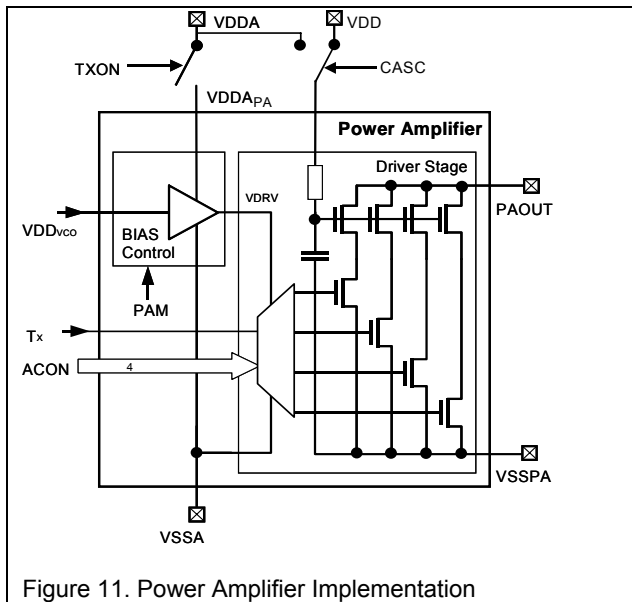 VDDA
VDD
TXON
CASC
VDDAPA
Power Amplifier
Driver Stage
PAOUT
VDRV
VDDVCO
BIAS
Control
PAM
Tx
ACON
4
VSSPA
VSSA
Figure 11. Power Amplifier Implementation